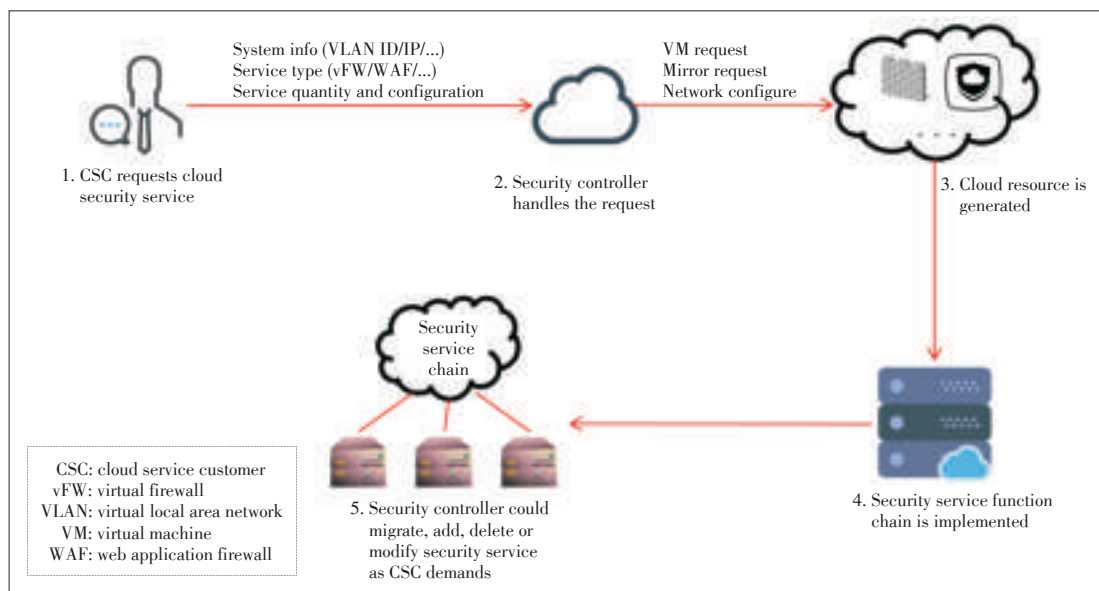 System info (VLAN ID/IP/...)
Service type (vFW/WAF/...)
Service quantity and configuration
VM request
Mirror request
Network configure
1. CSC requests cloud
security service
2. Security controller
handles the request
3. Cloud resource is
generated
Security
service
chain
4. Security service function
chain is implemented
5. Security controller could
migrate, add, delete or
modify security service
as CSC demands
CSC: cloud service customer
vFW: virtual firewall
VLAN: virtual local area network
VM: virtual machine
WAF: web application firewall